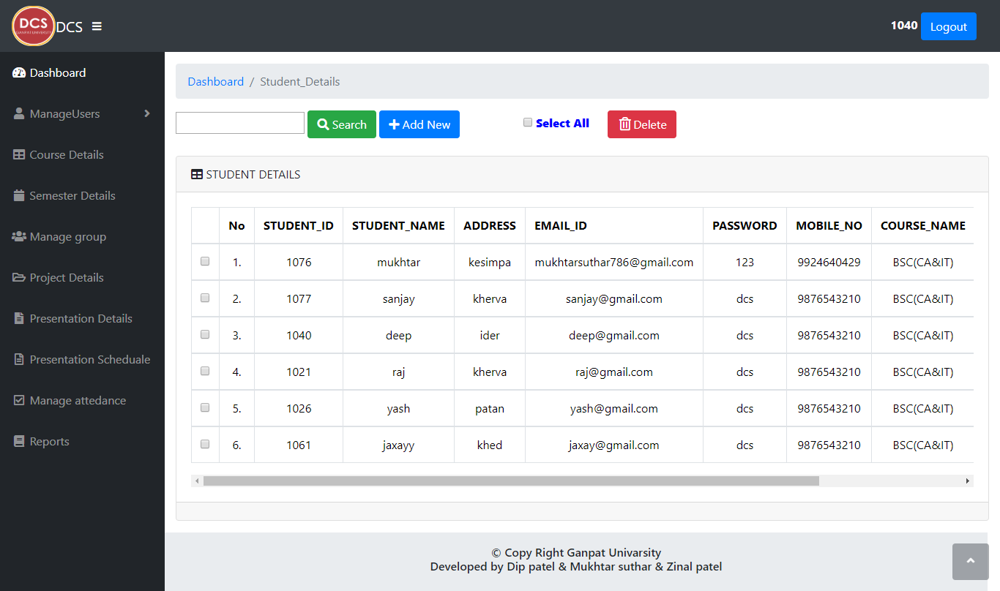 DCS
GANPAT UNIVERSITY
DCS
1040 Logout
Dashboard
ManageUsers
Course Details
Semester Details
Manage group
Project Details
Presentation Details
Presentation Scheduale
Manage attedance
Reports
Dashboard / Student_Details
Search Add New Select All Delete
STUDENT DETAILS
No STUDENT_ID STUDENT_NAME ADDRESS EMAIL_ID PASSWORD MOBILE_NO COURSE_NAME
1. 1076 mukhtar kesimpa mukhtarsuthar786@gmail.com 123 9924640429 BSC(CA&IT)
2. 1077 sanjay kherva sanjay@gmail.com dcs 9876543210 BSC(CA&IT)
3. 1040 deep ider deep@gmail.com dcs 9876543210 BSC(CA&IT)
4. 1021 raj kherva raj@gmail.com dcs 9876543210 BSC(CA&IT)
5. 1026 yash patan yash@gmail.com dcs 9876543210 BSC(CA&IT)
6. 1061 jaxayy khed jaxay@gmail.com dcs 9876543210 BSC(CA&IT)
© Copy Right Ganpat Univarsity
Developed by Dip patel & Mukhtar suthar & Zinal patel